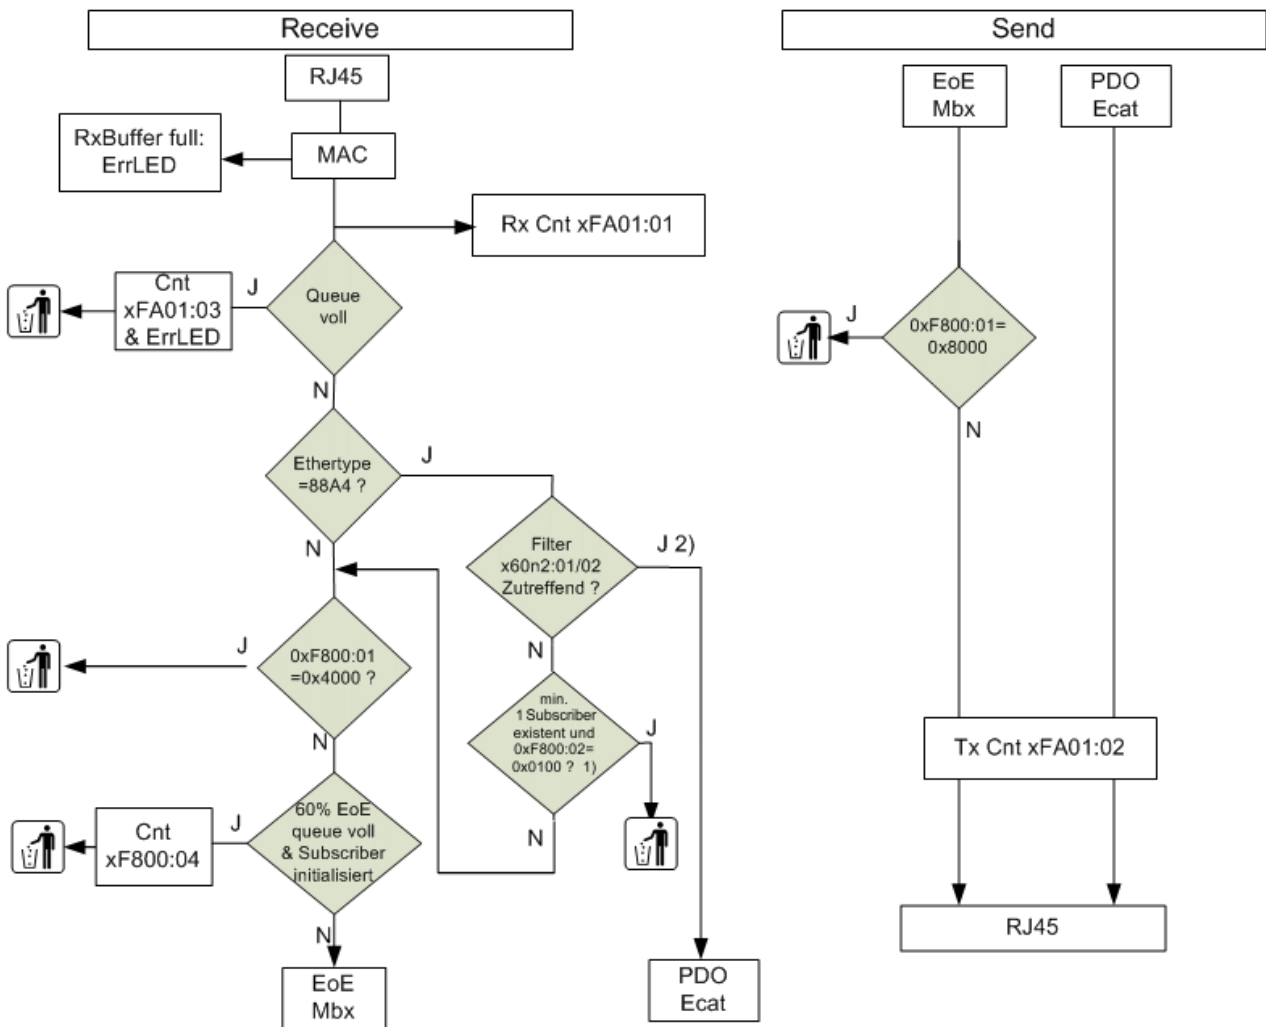 Receive
Send
RJ45
EoE
Mbx
PDO
Ecat
RxBuffer full:
ErrLED
MAC
Rx Cnt xFA01:01
Queue
voll
J
Cnt
xFA01:03
& ErrLED
N
0xF800:01=
0x8000
J
N
Ethertype
=88A4 ?
J
N
Filter
x60n2:01/02
Zutreffend ?
J 2)
N
0xF800:01
=0x4000 ?
J
N
min.
1 Subscriber
existent und
0xF800:02=
0x0100 ? 1)
J
N
Tx Cnt xFA01:02
60% EoE
queue voll
& Subscriber
initialisiert
J
Cnt
xF800:04
N
EoE
Mbx
PDO
Ecat
RJ45